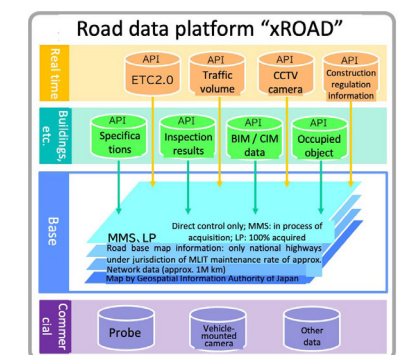 Road data platform “xROAD”
Real time
API
ETC2.0
API
Traffic
volume
API
CCTV
camera
API
Construction
regulation
information
Buildings,
etc.
API
Specifica
tions
API
Inspection
results
API
BIM / CIM
data
API
Occupied
object
Base
MMS、LP
Direct control only; MMS: in process of
acquisition; LP: 100% acquired
Road base map information: only national highways
under jurisdiction of MLIT maintenance rate of approx.
Network data (approx. 1M km)
Map by Geospatial Information Authority of Japan
Commer
cial
Probe
Vehicle-
mounted
camera
Other
data